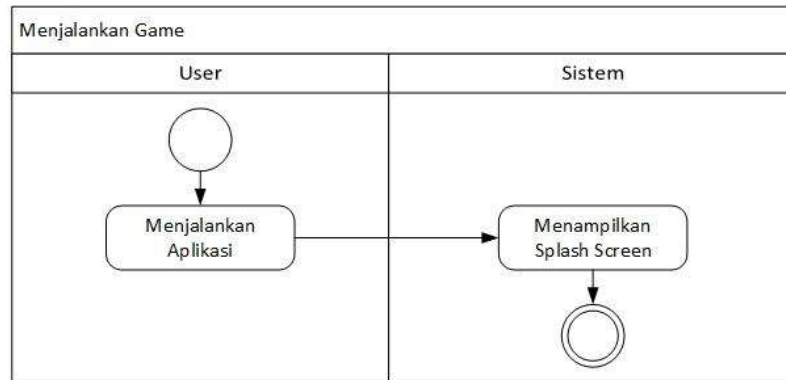 Menjalankan Game
User
Sistem
Menjalankan
Aplikasi
Menampilkan
Splash Screen